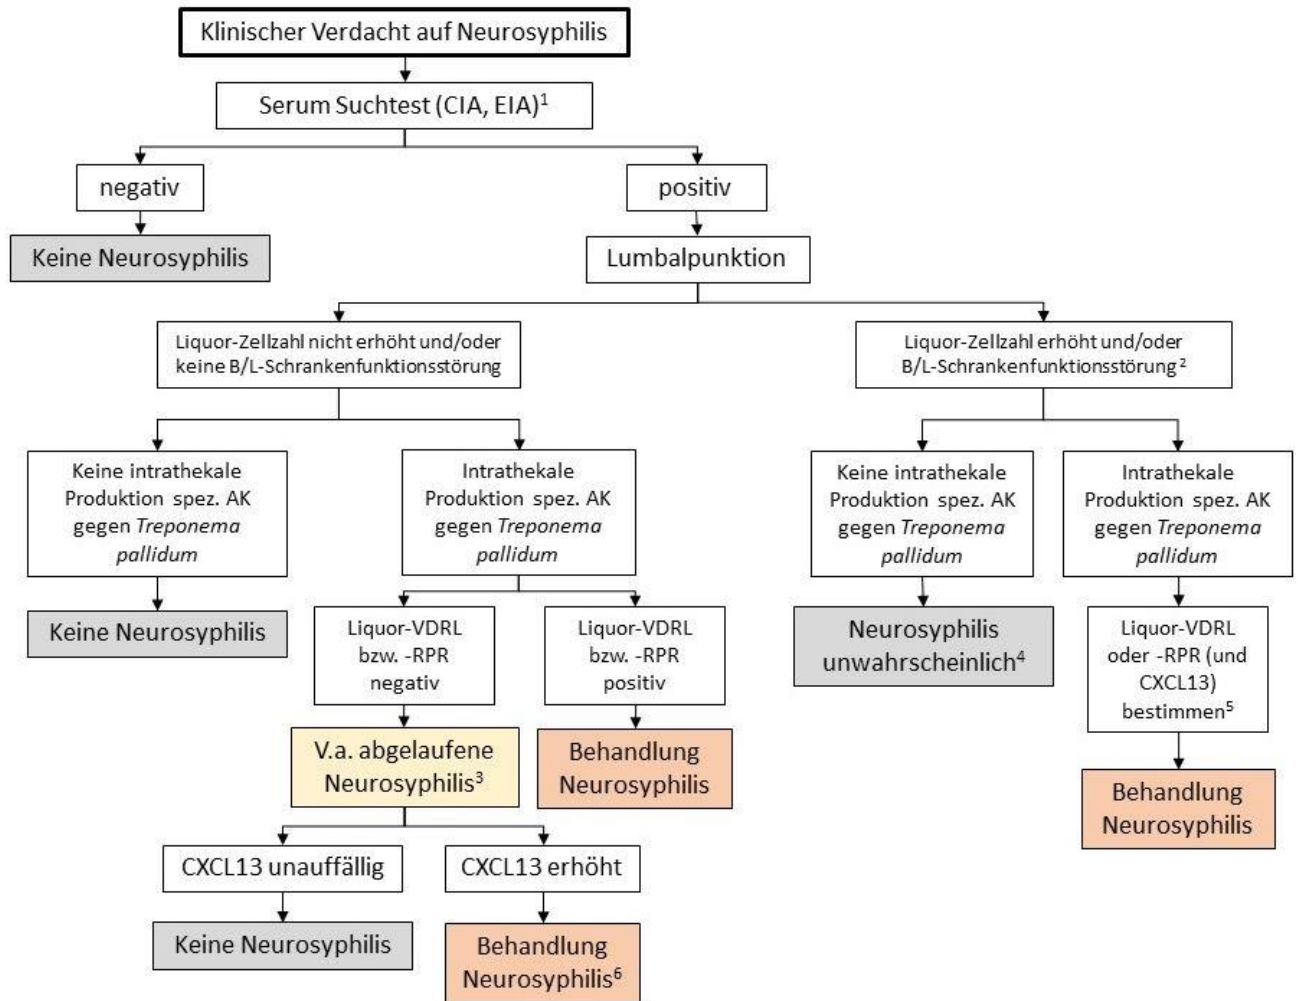 Klinischer Verdacht auf Neurosyphilis
Serum Suchtest (CIA, EIA)¹
negativ
positiv
Keine Neurosyphilis
Lumbalpunktion
Liquor-Zellzahl nicht erhöht und/oder
keine B/L-Schrankenfunktionsstörung
Liquor-Zellzahl erhöht und/oder
B/L-Schrankenfunktionsstörung²
Keine intrathekale
Produktion spez. AK
gegen Treponema
pallidum
Intrathekale
Produktion spez. AK
gegen Treponema
pallidum
Keine intrathekale
Produktion spez. AK
gegen Treponema
pallidum
Intrathekale
Produktion spez. AK
gegen Treponema
pallidum
Keine Neurosyphilis
Liquor-VDRL
bzw. -RPR
negativ
Liquor-VDRL
bzw. -RPR
positiv
Neurosyphilis
unwahrscheinlich⁴
Liquor-VDRL
oder -RPR (und
CXCL13)
bestimmen⁵
V.a. abgelaufene
Neurosyphilis³
Behandlung
Neurosyphilis
Behandlung
Neurosyphilis
CXCL13 unauffällig
CXCL13 erhöht
Keine Neurosyphilis
Behandlung
Neurosyphilis⁶